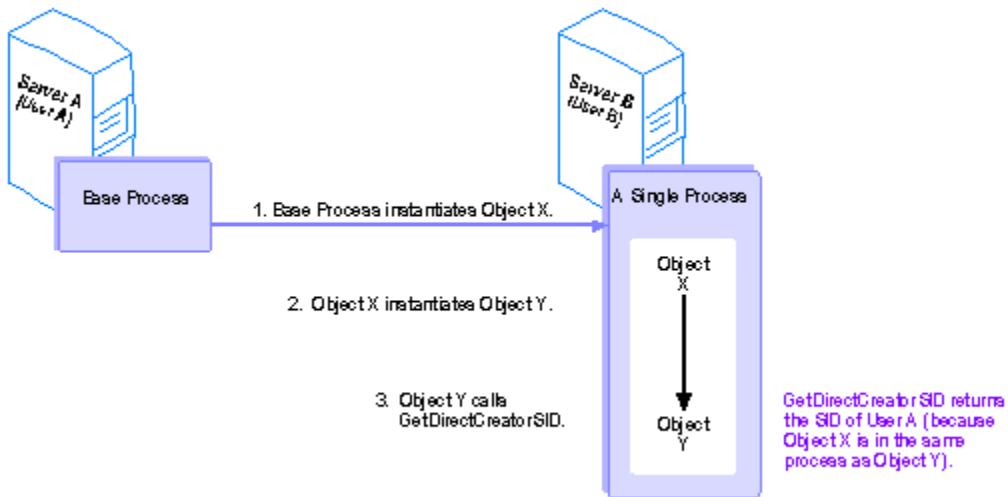 Server A
(User A)
Server B
(User B)
Base Process
A Single Process
1. Base Process instantiates Object X.
Object
X
2. Object X instantiates Object Y.
3. Object Y calls
GetDirectCreatorSID.
Object
Y
GetDirectCreatorSID returns
the SID of User A (because
Object X is in the same
process as Object Y).